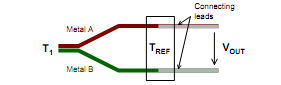 Connecting
leads
Metal A
T1
TREF
VOUT
Metal B